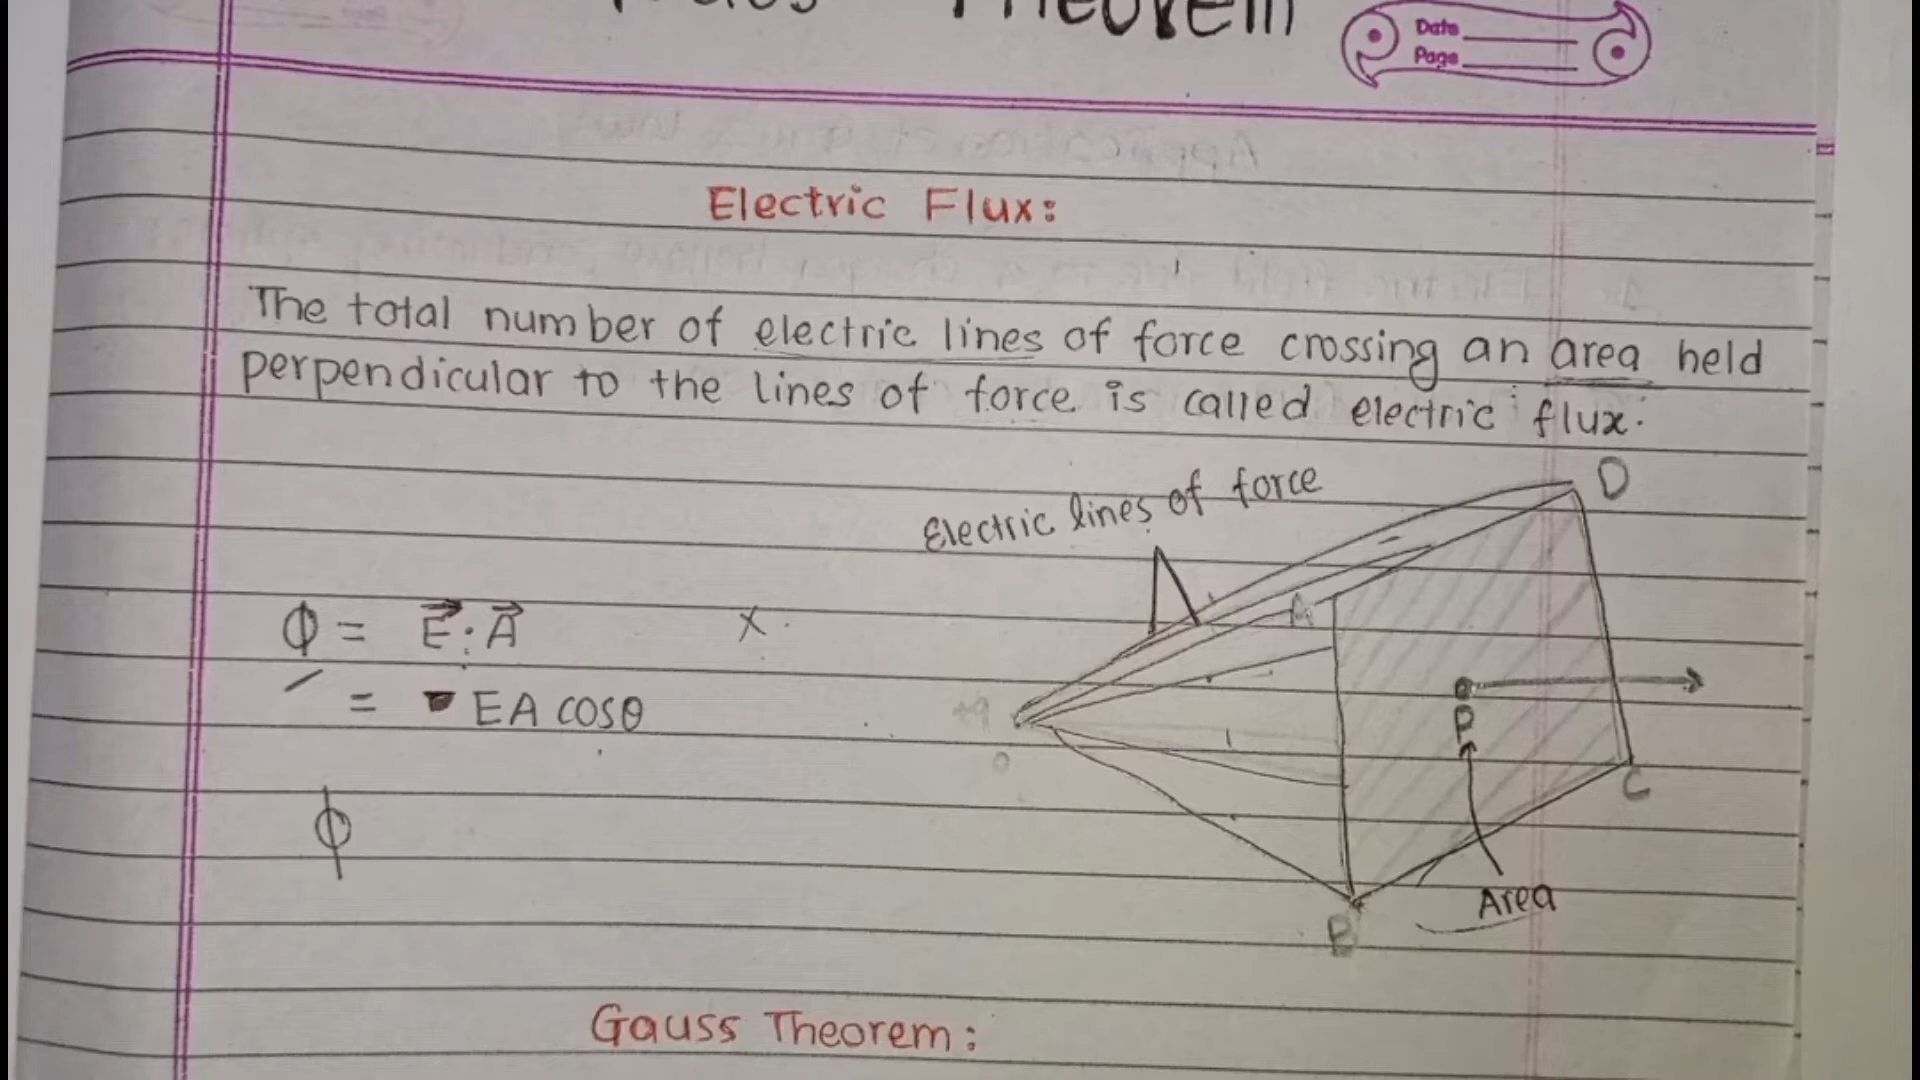 Theorem
Date
Page
Electric Flux:
The total number of electric lines of force crossing an area held
perpendicular to the lines of force is called electric flux.
Electric lines of force
D
A
ϕ = E⃗ . A⃗
x
= EA cosθ
P
O
C
ϕ
Area
B
Gauss Theorem: